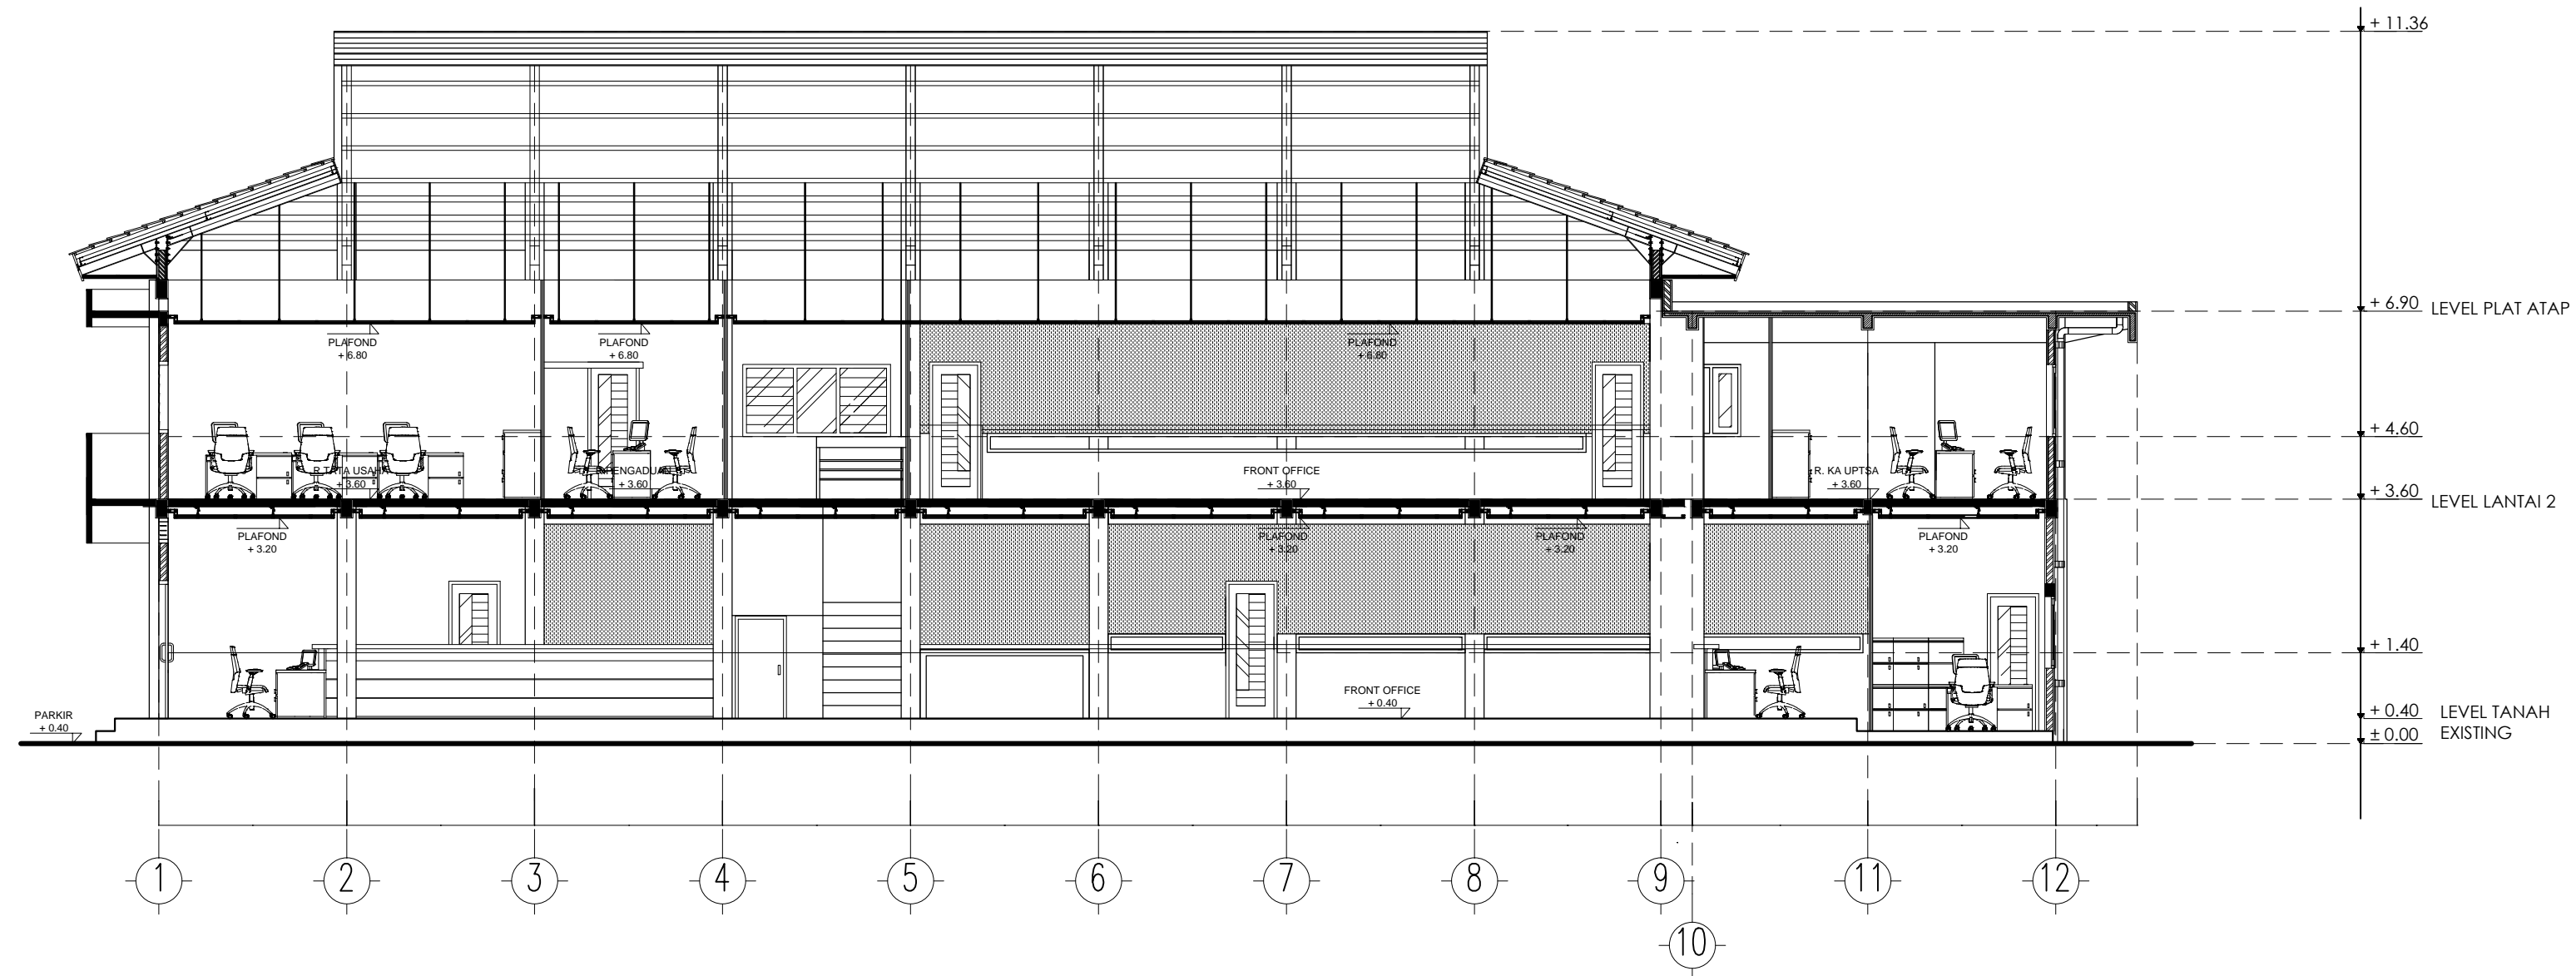 + 11.36
+ 6.90 LEVEL PLAT ATAP
PLAFOND
+ 6.80
PLAFOND
+ 6.80
PLAFOND
+ 6.80
+ 4.60
R.TATA USAHA
+ 3.60
PENGADUAN
+ 3.60
FRONT OFFICE
+ 3.60
R. KA UPTSA
+ 3.60
+ 3.60 LEVEL LANTAI 2
PLAFOND
+ 3.20
PLAFOND
+ 3.20
PLAFOND
+ 3.20
PLAFOND
+ 3.20
+ 1.40
FRONT OFFICE
+ 0.40
PARKIR
+ 0.40
+ 0.40 LEVEL TANAH
± 0.00 EXISTING
1 2 3 4 5 6 7 8 9 11 12
10